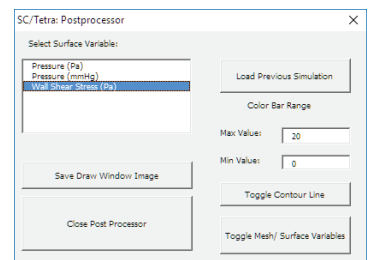 SC/Tetra: Postprocessor
Select Surface Variable:
Pressure (Pa)
Pressure (mmHg)
Wall Shear Stress (Pa)
Load Previous Simulation
Color Bar Range
Max Value: 20
Min Value: 0
Save Draw Window Image
Toggle Contour Line
Close Post Processor
Toggle Mesh/ Surface Variables